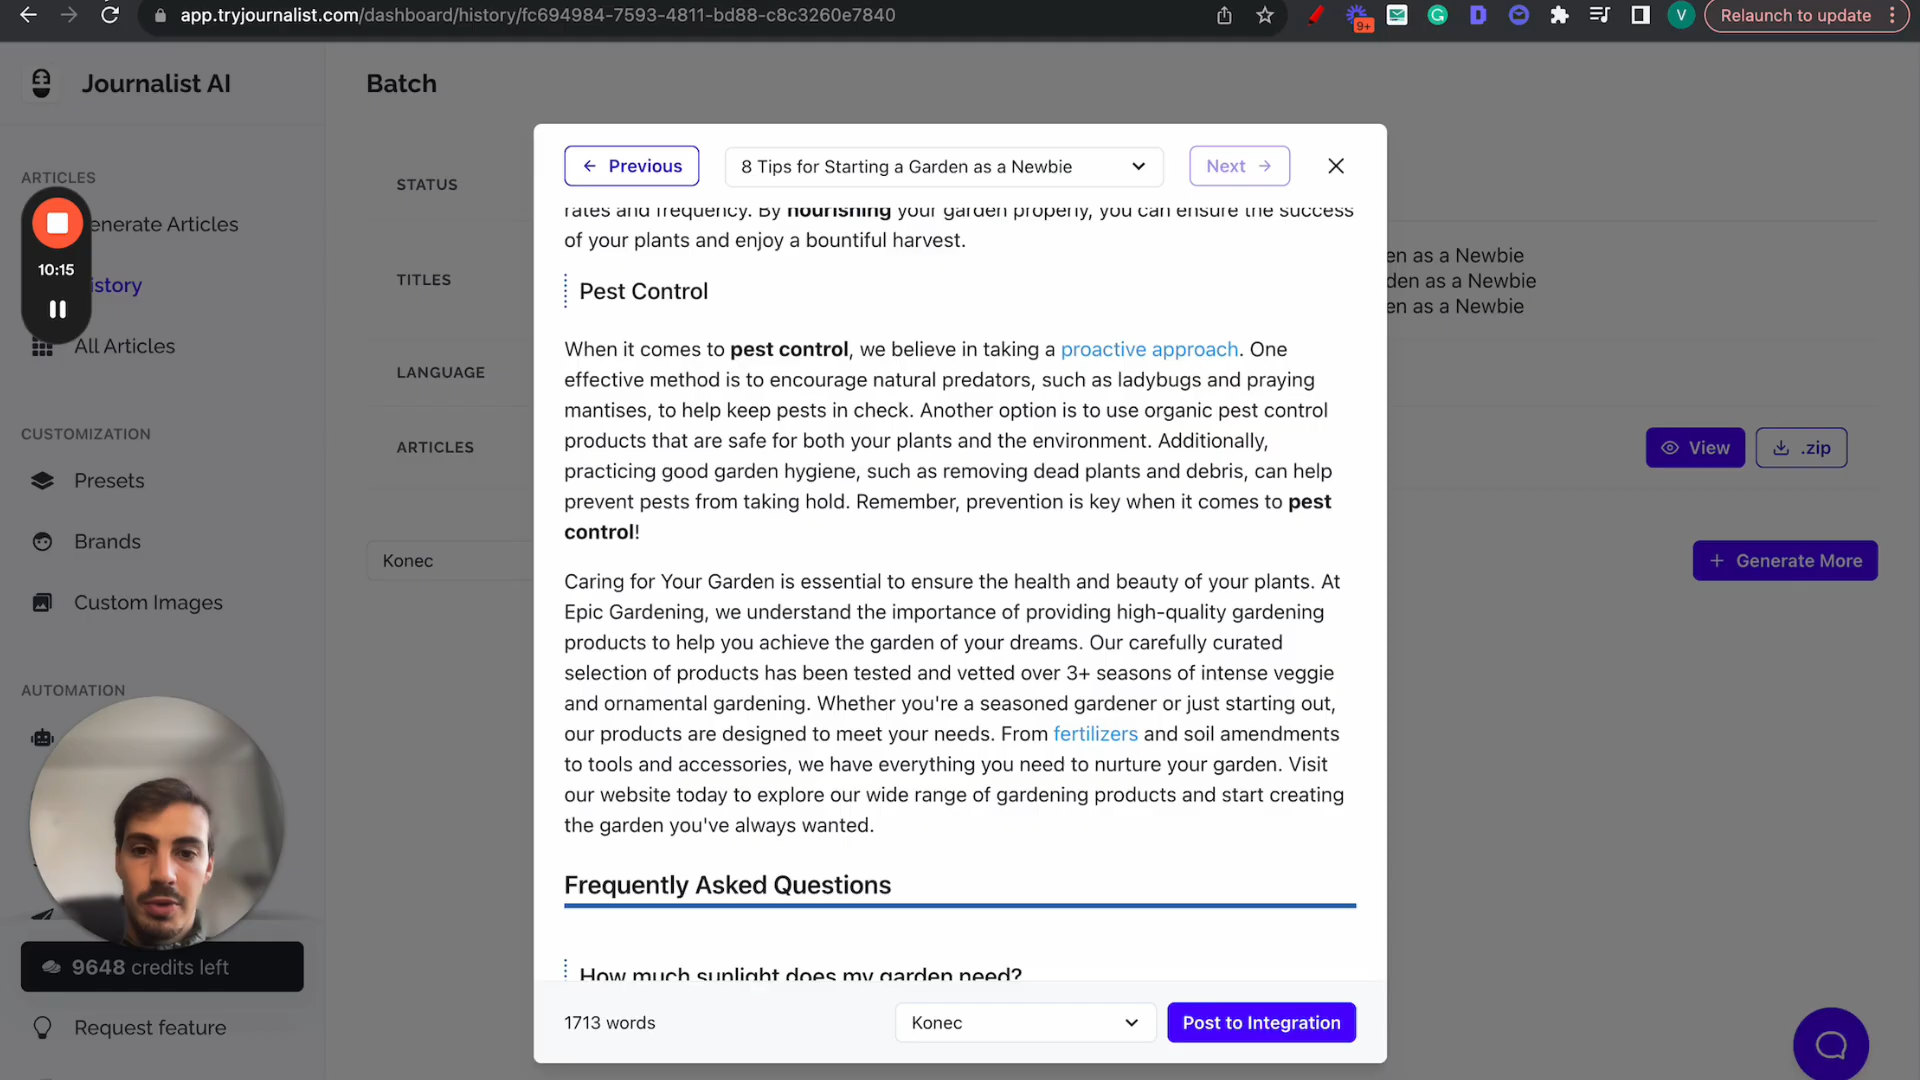 app.tryjournalist.com/dashboard/history/fc694984-7593-4811-bd88-c8c3260e7840
9+
V
Relaunch to update
Journalist AI
Batch
ARTICLES
enerate Articles
10:15
istory
All Articles
CUSTOMIZATION
Presets
Brands
Custom Images
AUTOMATION
9648 credits left
Request feature
STATUS
TITLES
en as a Newbie
den as a Newbie
en as a Newbie
LANGUAGE
ARTICLES
View
.zip
Konec
Generate More
Previous
8 Tips for Starting a Garden as a Newbie
Next
rates and frequency. By nourishing your garden properly, you can ensure the success
of your plants and enjoy a bountiful harvest.
Pest Control
When it comes to pest control, we believe in taking a proactive approach. One
effective method is to encourage natural predators, such as ladybugs and praying
mantises, to help keep pests in check. Another option is to use organic pest control
products that are safe for both your plants and the environment. Additionally,
practicing good garden hygiene, such as removing dead plants and debris, can help
prevent pests from taking hold. Remember, prevention is key when it comes to pest
control!
Caring for Your Garden is essential to ensure the health and beauty of your plants. At
Epic Gardening, we understand the importance of providing high-quality gardening
products to help you achieve the garden of your dreams. Our carefully curated
selection of products has been tested and vetted over 3+ seasons of intense veggie
and ornamental gardening. Whether you're a seasoned gardener or just starting out,
our products are designed to meet your needs. From fertilizers and soil amendments
to tools and accessories, we have everything you need to nurture your garden. Visit
our website today to explore our wide range of gardening products and start creating
the garden you've always wanted.
Frequently Asked Questions
How much sunlight does my garden need?
1713 words
Konec
Post to Integration